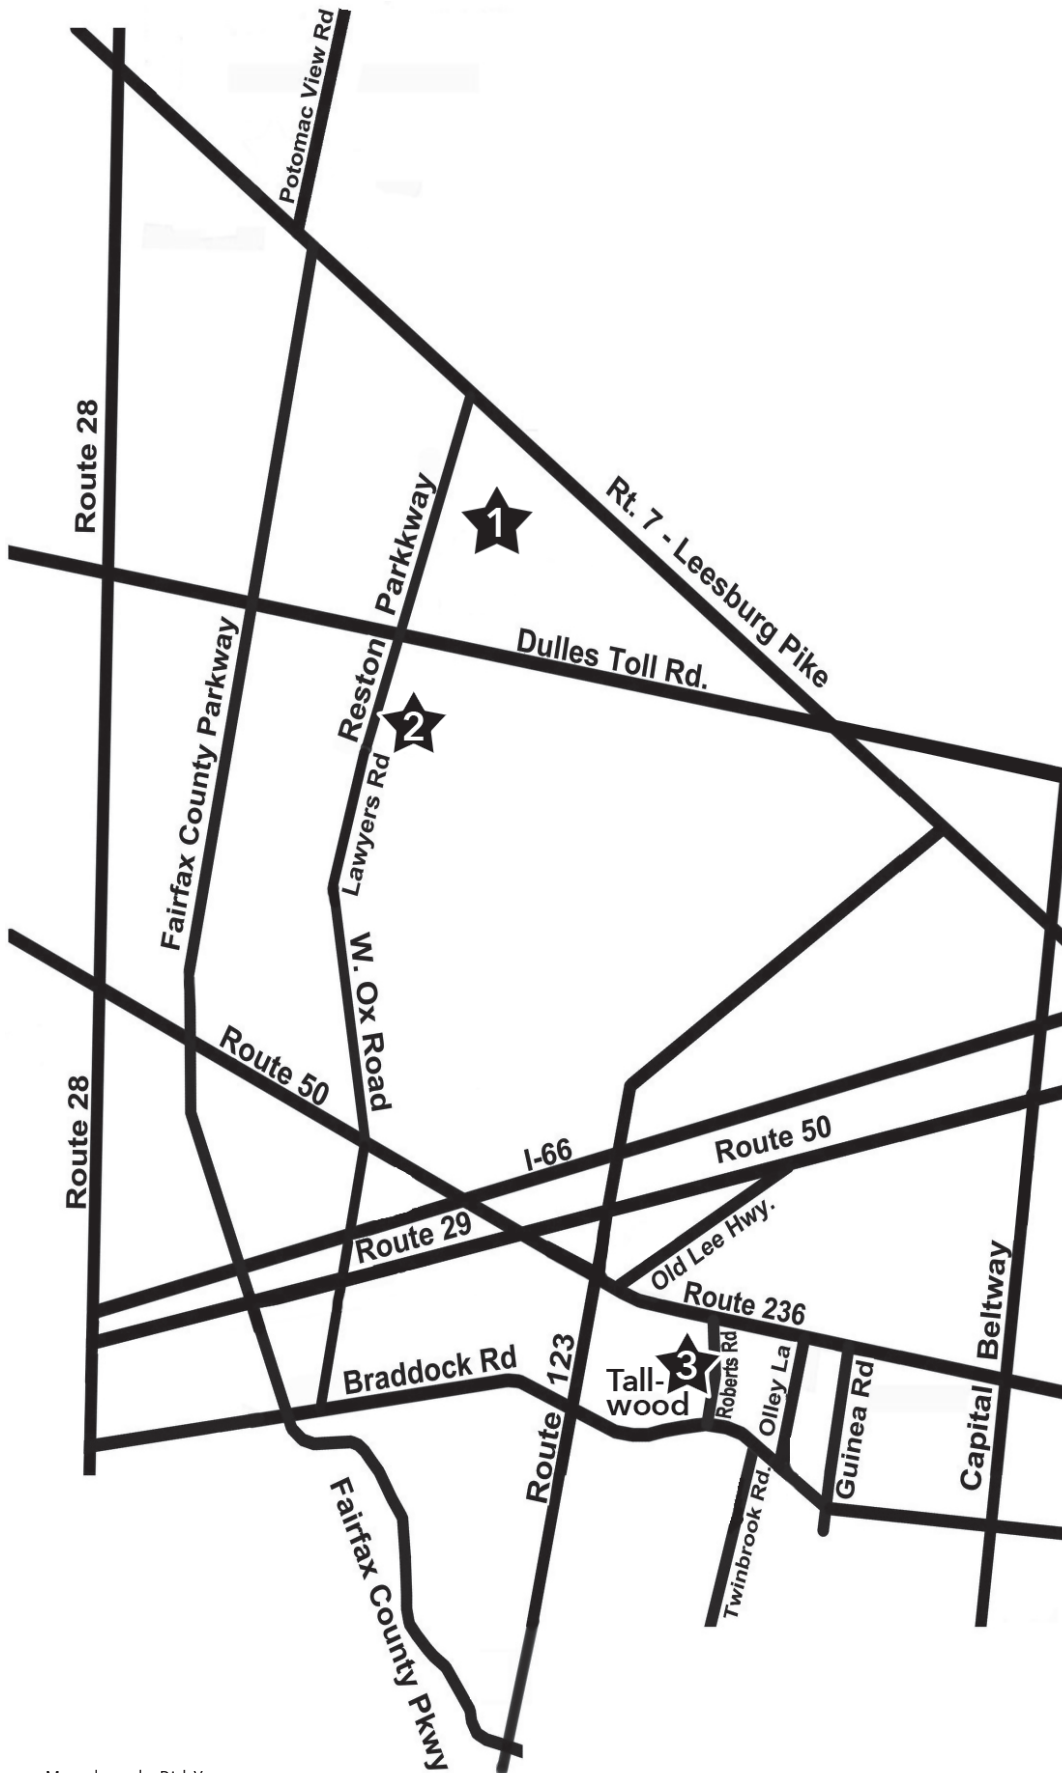 Potomac View Rd
Route 28
Reston Parkkway
1
Rt. 7 - Leesburg Pike
Dulles Toll Rd.
Fairfax County Parkway
2
Lawyers Rd
W. Ox Road
Route 50
Route 28
I-66
Route 50
Route 29
Old Lee Hwy.
Route 236
Capital Beltway
Braddock Rd
Route 123
3
Tall-
wood
Roberts Rd
Olley La
Guinea Rd
Twinbrook Rd.
Fairfax County Pkwy